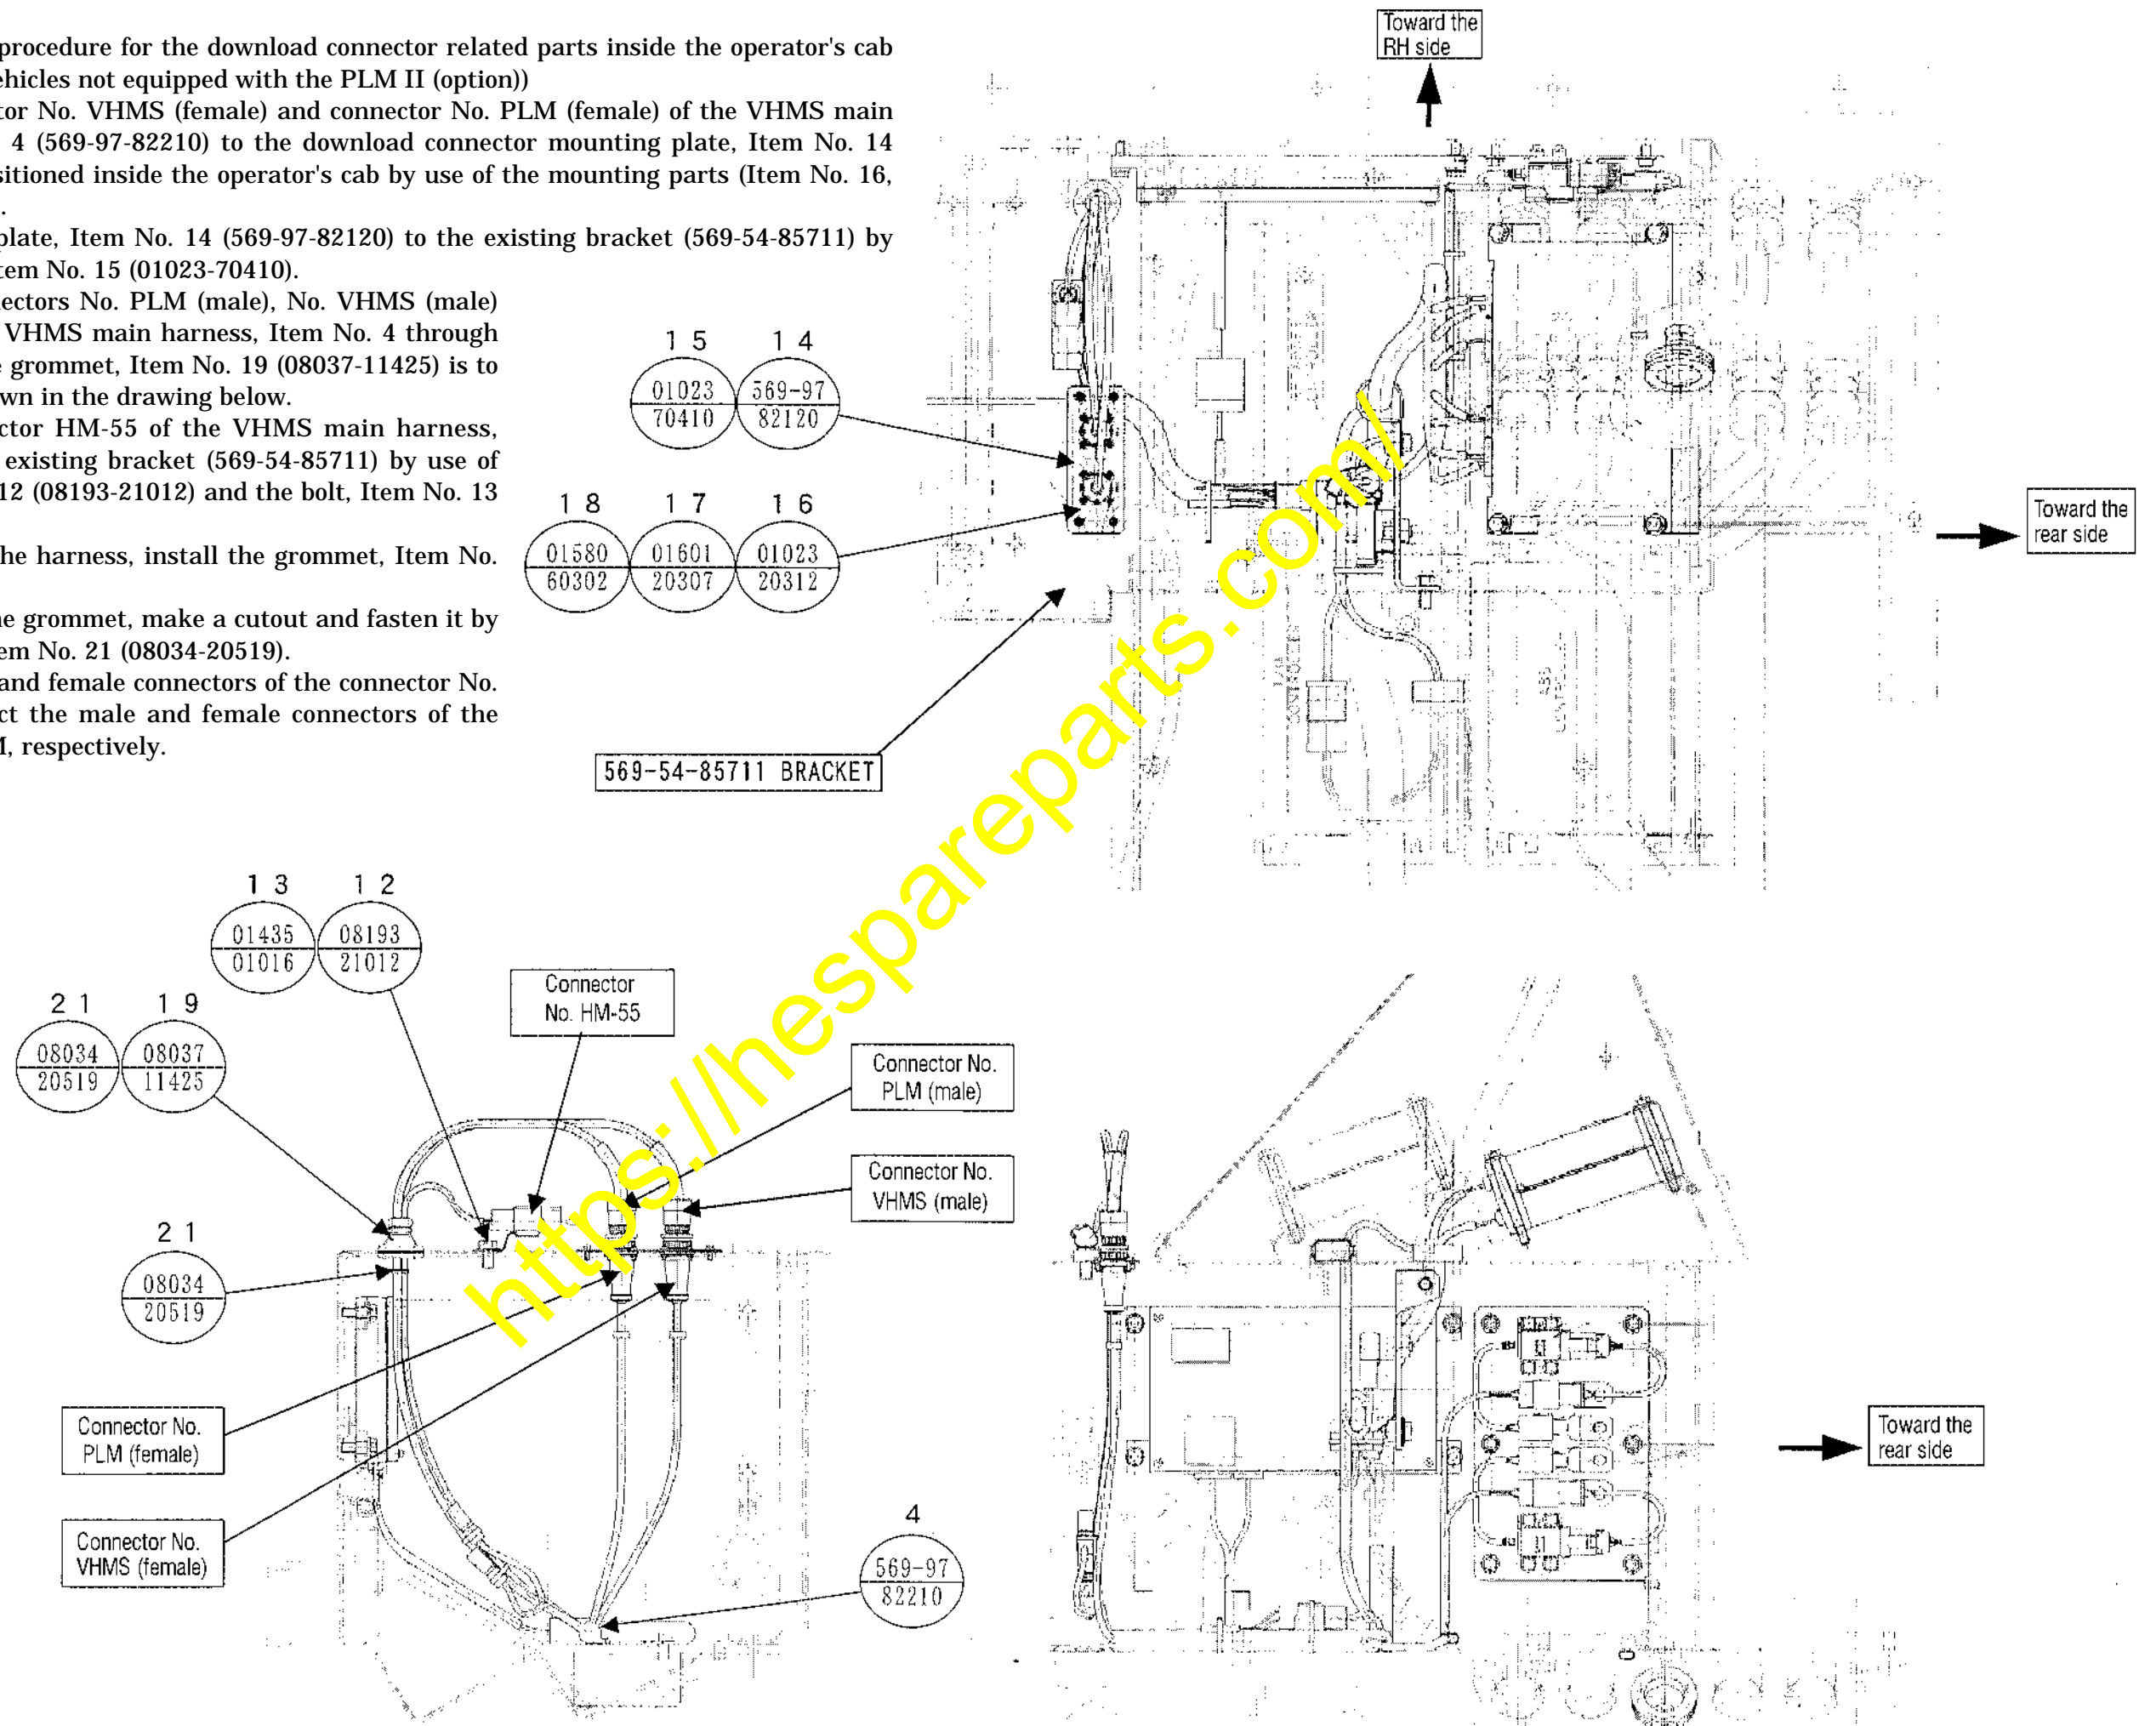 procedure for the download connector related parts inside the operator's cab
ehicles not equipped with the PLM II (option))
tor No. VHMS (female) and connector No. PLM (female) of the VHMS main
4 (569-97-82210) to the download connector mounting plate, Item No. 14
sitioned inside the operator's cab by use of the mounting parts (Item No. 16,
.
plate, Item No. 14 (569-97-82120) to the existing bracket (569-54-85711) by
tem No. 15 (01023-70410).
nectors No. PLM (male), No. VHMS (male)
VHMS main harness, Item No. 4 through
e grommet, Item No. 19 (08037-11425) is to
wn in the drawing below.
ctor HM-55 of the VHMS main harness,
existing bracket (569-54-85711) by use of
12 (08193-21012) and the bolt, Item No. 13
he harness, install the grommet, Item No.
he grommet, make a cutout and fasten it by
em No. 21 (08034-20519).
and female connectors of the connector No.
ct the male and female connectors of the
M, respectively.
Toward the
RH side
15 14
01023 569-97
70410 82120
18 17 16
01580 01601 01023
60302 20307 20312
Toward the
rear side
569-54-85711 BRACKET
13 12
01435 08193
01016 21012
Connector
No. HM-55
21 19
08034 08037
20519 11425
Connector No.
PLM (male)
Connector No.
VHMS (male)
21
08034
20519
Connector No.
PLM (female)
Connector No.
VHMS (female)
4
569-97
82210
Toward the
rear side
https://hespareparts.com/